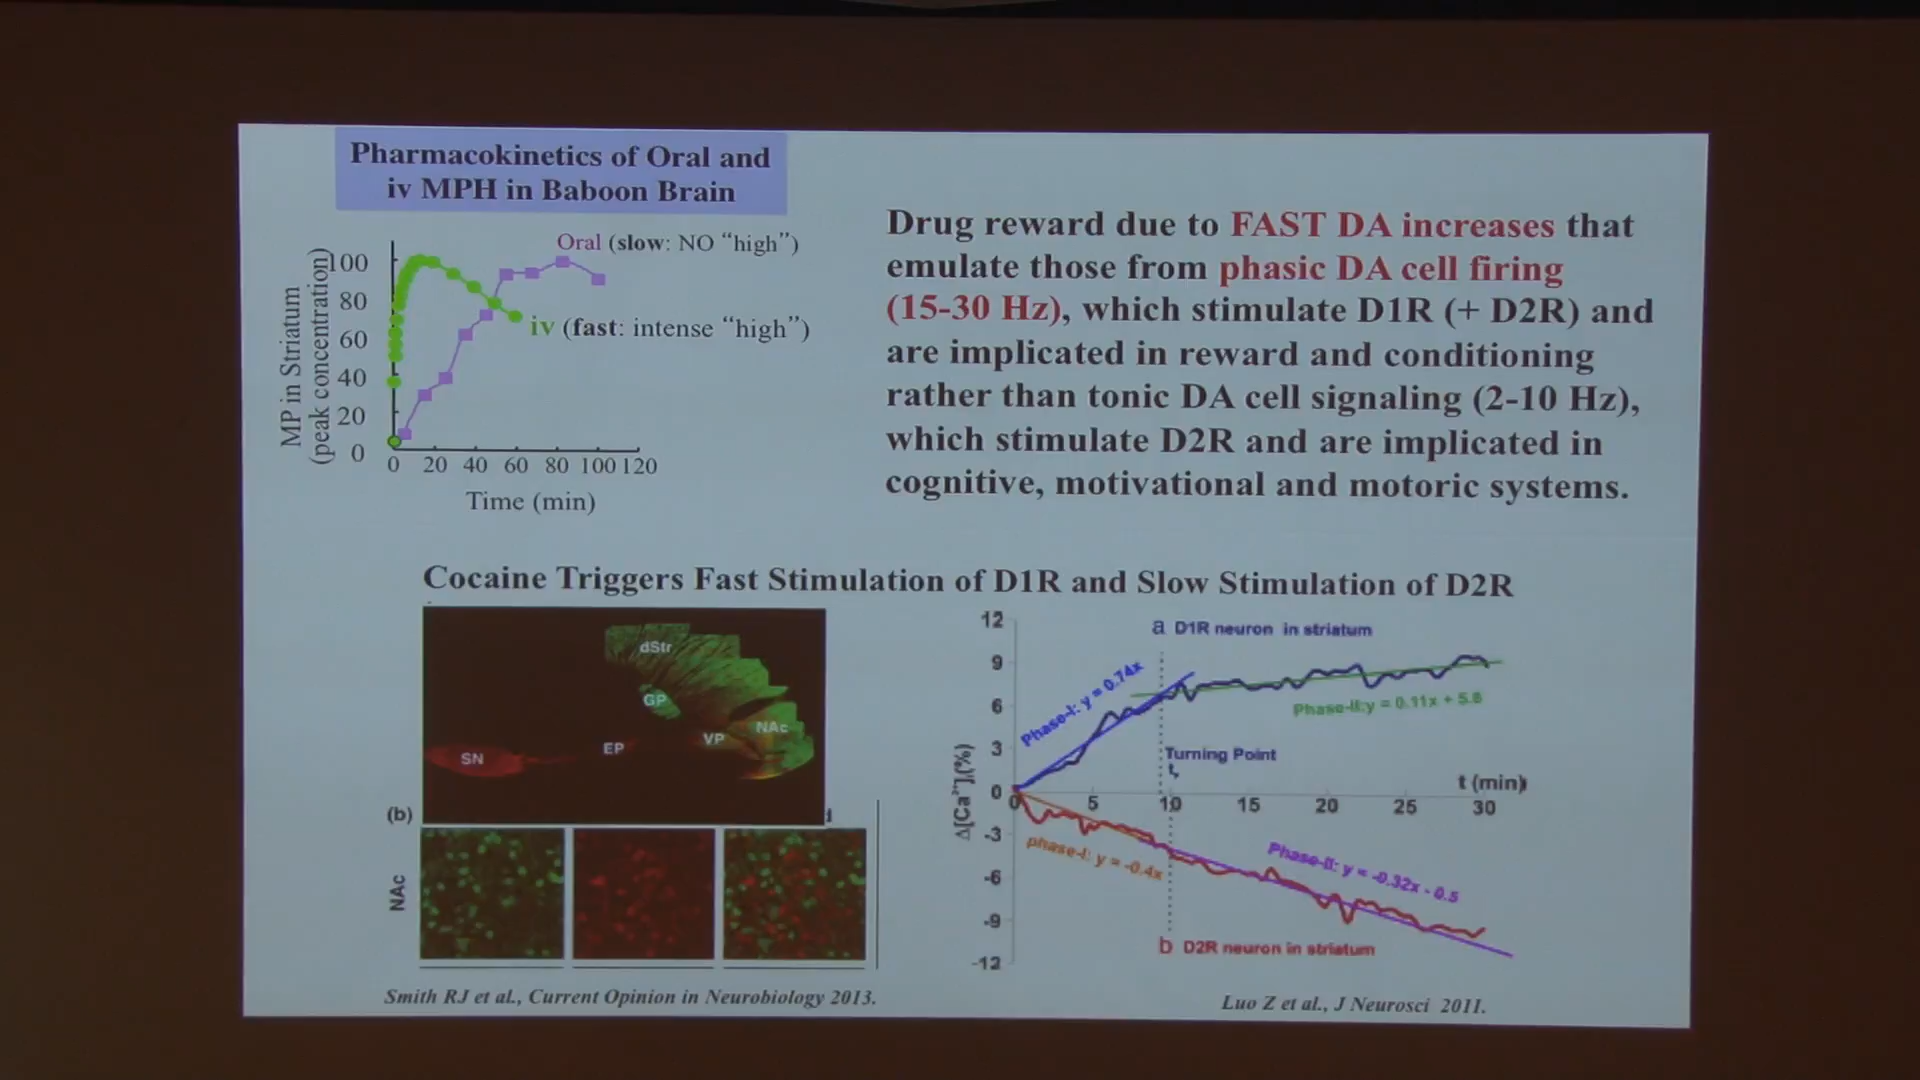 Pharmacokinetics of Oral and
iv MPH in Baboon Brain
Oral (slow: NO “high”)
iv (fast: intense “high”)
MP in Striatum
(peak concentration)
100
80
60
40
20
0
0 20 40 60 80 100 120
Time (min)
Drug reward due to FAST DA increases that
emulate those from phasic DA cell firing
(15-30 Hz), which stimulate D1R (+ D2R) and
are implicated in reward and conditioning
rather than tonic DA cell signaling (2-10 Hz),
which stimulate D2R and are implicated in
cognitive, motivational and motoric systems.
Cocaine Triggers Fast Stimulation of D1R and Slow Stimulation of D2R
dStr
GP
NAc
VP
EP
SN
(b)
NAc
Smith RJ et al., Current Opinion in Neurobiology 2013.
12
9
6
3
0
-3
-6
-9
-12
Δ[Ca²⁺]ᵢ(%)
a D1R neuron in striatum
Phase-I: y = 0.74x
Phase-II:y = 0.11x + 5.8
Turning Point
t (min)
0 5 10 15 20 25 30
phase-I: y = -0.4x
Phase-II: y = -0.32x - 0.5
b D2R neuron in striatum
Luo Z et al., J Neurosci 2011.